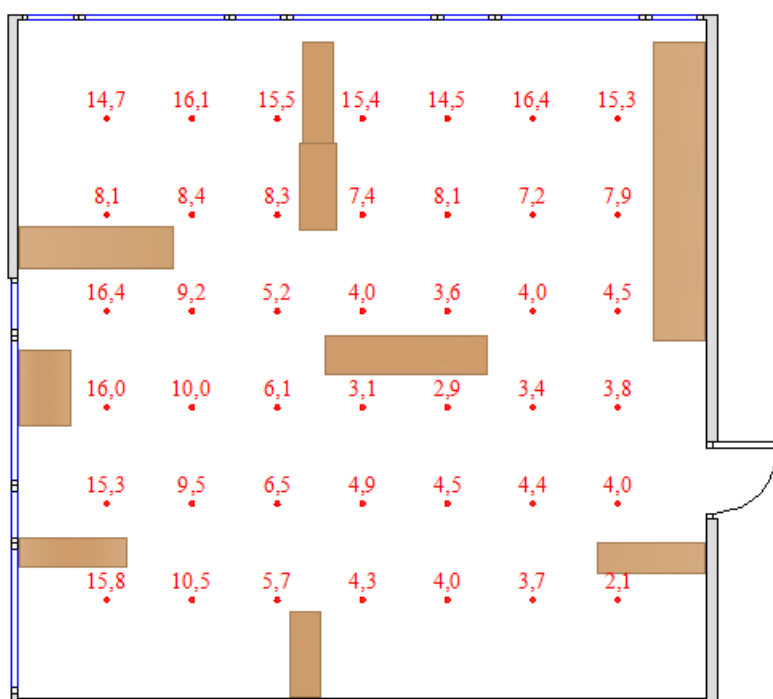 14,7 16,1 15,5 15,4 14,5 16,4 15,3
8,1 8,4 8,3 7,4 8,1 7,2 7,9
16,4 9,2 5,2 4,0 3,6 4,0 4,5
16,0 10,0 6,1 3,1 2,9 3,4 3,8
15,3 9,5 6,5 4,9 4,5 4,4 4,0
15,8 10,5 5,7 4,3 4,0 3,7 2,1